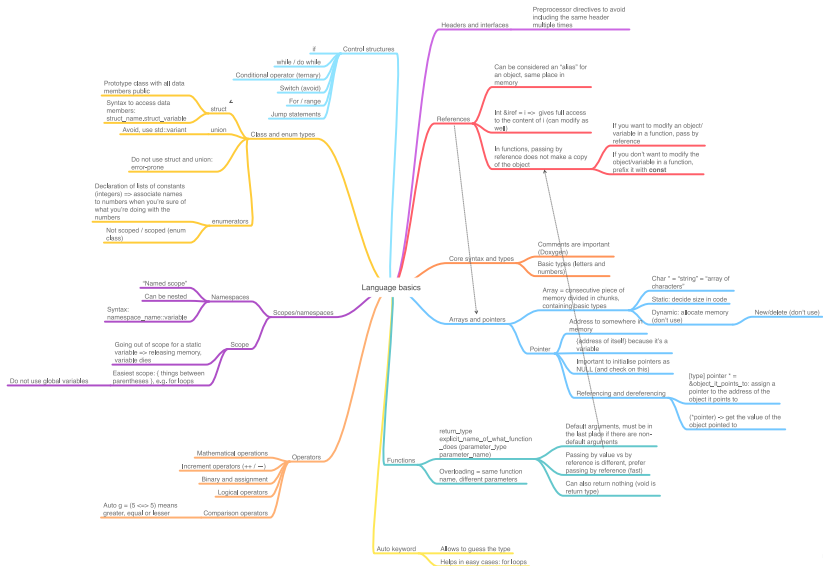 Language basics
Headers and interfaces
Preprocessor directives to avoid
including the same header
multiple times
References
Can be considered an "alias" for
an object, same place in
memory
Int &ref = i => gives full access
to the content of i (can modify as
well)
In functions, passing by
reference does not make a copy
of the object
If you want to modify an object/
variable in a function, pass by
reference
If you don't want to modify the
object/variable in a function,
prefix it with const
Core syntax and types
Comments are important
(Doxygen)
Basic types (letters and
numbers)
Arrays and pointers
Array = consecutive piece of
memory divided in chunks,
containing basic types
Char * = "string" = "array of
characters"
Static: decide size in code
Dynamic: allocate memory
(don't use)
New/delete (don't use)
Pointer
Address to somewhere in
memory
(address of itself) because it's a
variable
Important to initialise pointers as
NULL (and check on this)
Referencing and dereferencing
[type] pointer * =
&object_it_points_to: assign a
pointer to the address of the
object it points to
(*pointer) -> get the value of the
object pointed to
Functions
return_type
explicit_name_of_what_function
_does (parameter_type
parameter_name)
Default arguments, must be in
the last place if there are non-
default arguments
Passing by value vs by
reference is different, prefer
passing by reference (fast)
Can also return nothing (void is
return type)
Overloading = same function
name, different parameters
Auto keyword
Allows to guess the type
Helps in easy cases: for loops
Control structures
if
while / do while
Conditional operator (ternary)
Switch (avoid)
For / range
Jump statements
Class and enum types
struct
Prototype class with all data
members public
Syntax to access data
members:
struct_name.struct_variable
union
Avoid, use std::variant
Do not use struct and union:
error-prone
enumerators
Declaration of lists of constants
(integers) => associate names
to numbers when you're sure of
what you're doing with the
numbers
Not scoped / scoped (enum
class)
Scopes/namespaces
Namespaces
"Named scope"
Can be nested
Syntax:
namespace_name::variable
Scope
Going out of scope for a static
variable => releasing memory,
variable dies
Easiest scope: { things between
parentheses }, e.g. for loops
Do not use global variables
Operators
Mathematical operations
Increment operators (++ / --)
Binary and assignment
Logical operators
Comparison operators
Auto g = (5 <=> 5) means
greater, equal or lesser